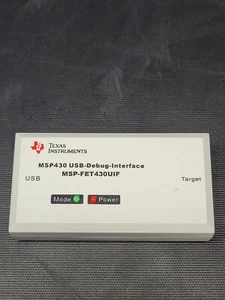 TEXAS
INSTRUMENTS
MSP430 USB-Debug-Interface
MSP-FET430UIF
USB
Target
Mode
Power